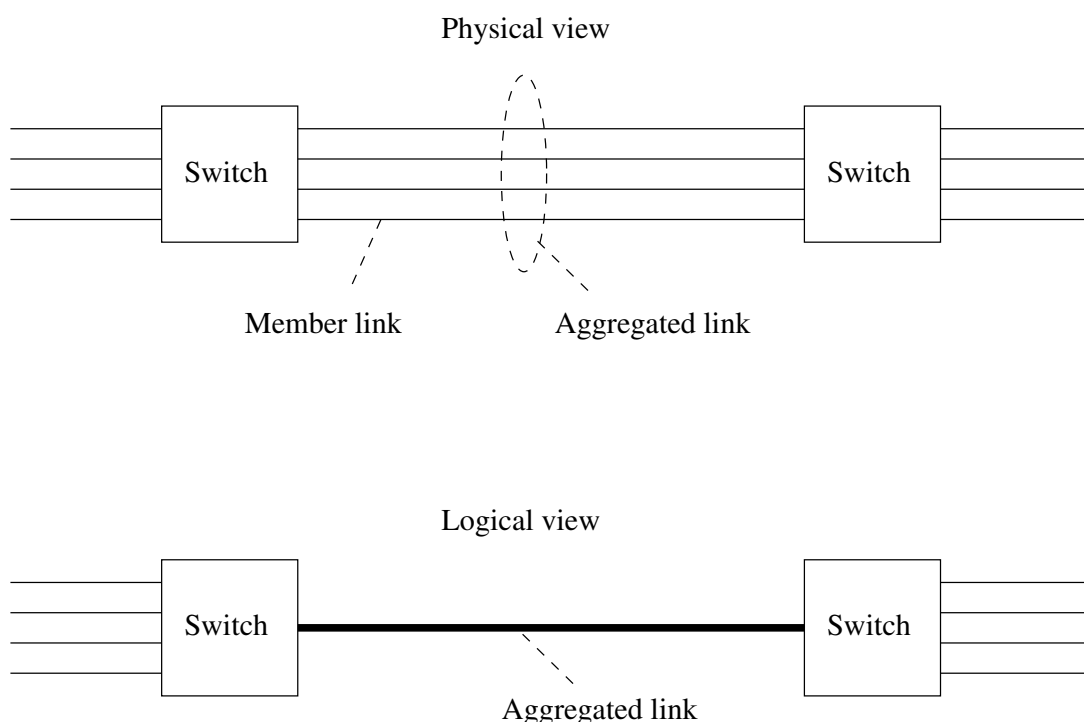 Physical view
Switch
Switch
Member link
Aggregated link
Logical view
Switch
Switch
Aggregated link